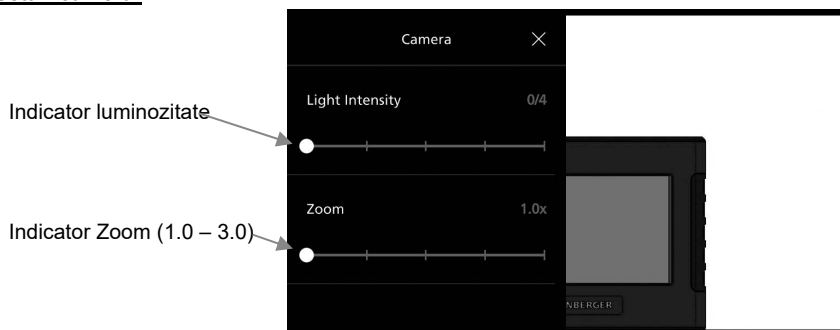 Camera
Light Intensity 0/4
Indicator luminozitate
Zoom 1.0x
Indicator Zoom (1.0 – 3.0)
NBERGER